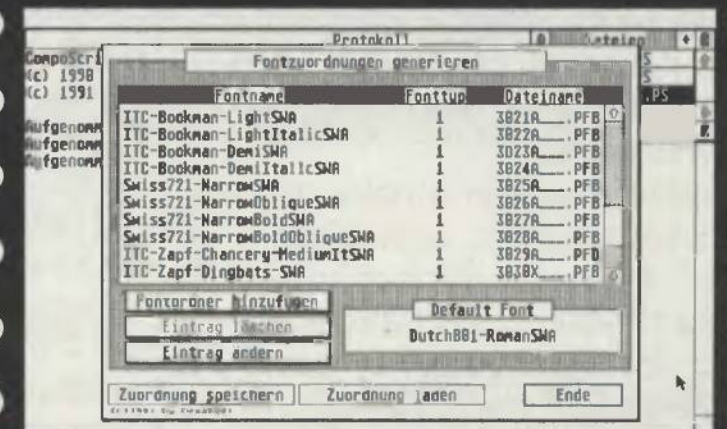 Protokoll
Dateien
CompoScri
(c) 1990
(c) 1991
Aufgenomm
Aufgenomm
Aufgenomm
S
S
.PS
Fontzuordnungen generieren
Fontname Fonttyp Dateiname
ITC-Bookman-LightSWA 1 3021A___.PFB
ITC-Bookman-LightItalicSWA 1 3022A___.PFB
ITC-Bookman-DemiSWA 1 3023A___.PFB
ITC-Bookman-DemiItalicSWA 1 3024A___.PFB
Swiss721-NarrowSWA 1 3025A___.PFB
Swiss721-NarrowObliqueSWA 1 3026A___.PFB
Swiss721-NarrowBoldSWA 1 3027A___.PFB
Swiss721-NarrowBoldObliqueSWA 1 3028A___.PFB
ITC-Zapf-Chancery-MediumItSWA 1 3029A___.PFB
ITC-Zapf-Dingbats-SWA 1 3030X___.PFB
Fontordner hinzufügen
Eintrag löschen
Eintrag ändern
Default Font
Dutch801-RomanSWA
Zuordnung speichern
Zuordnung laden
Ende